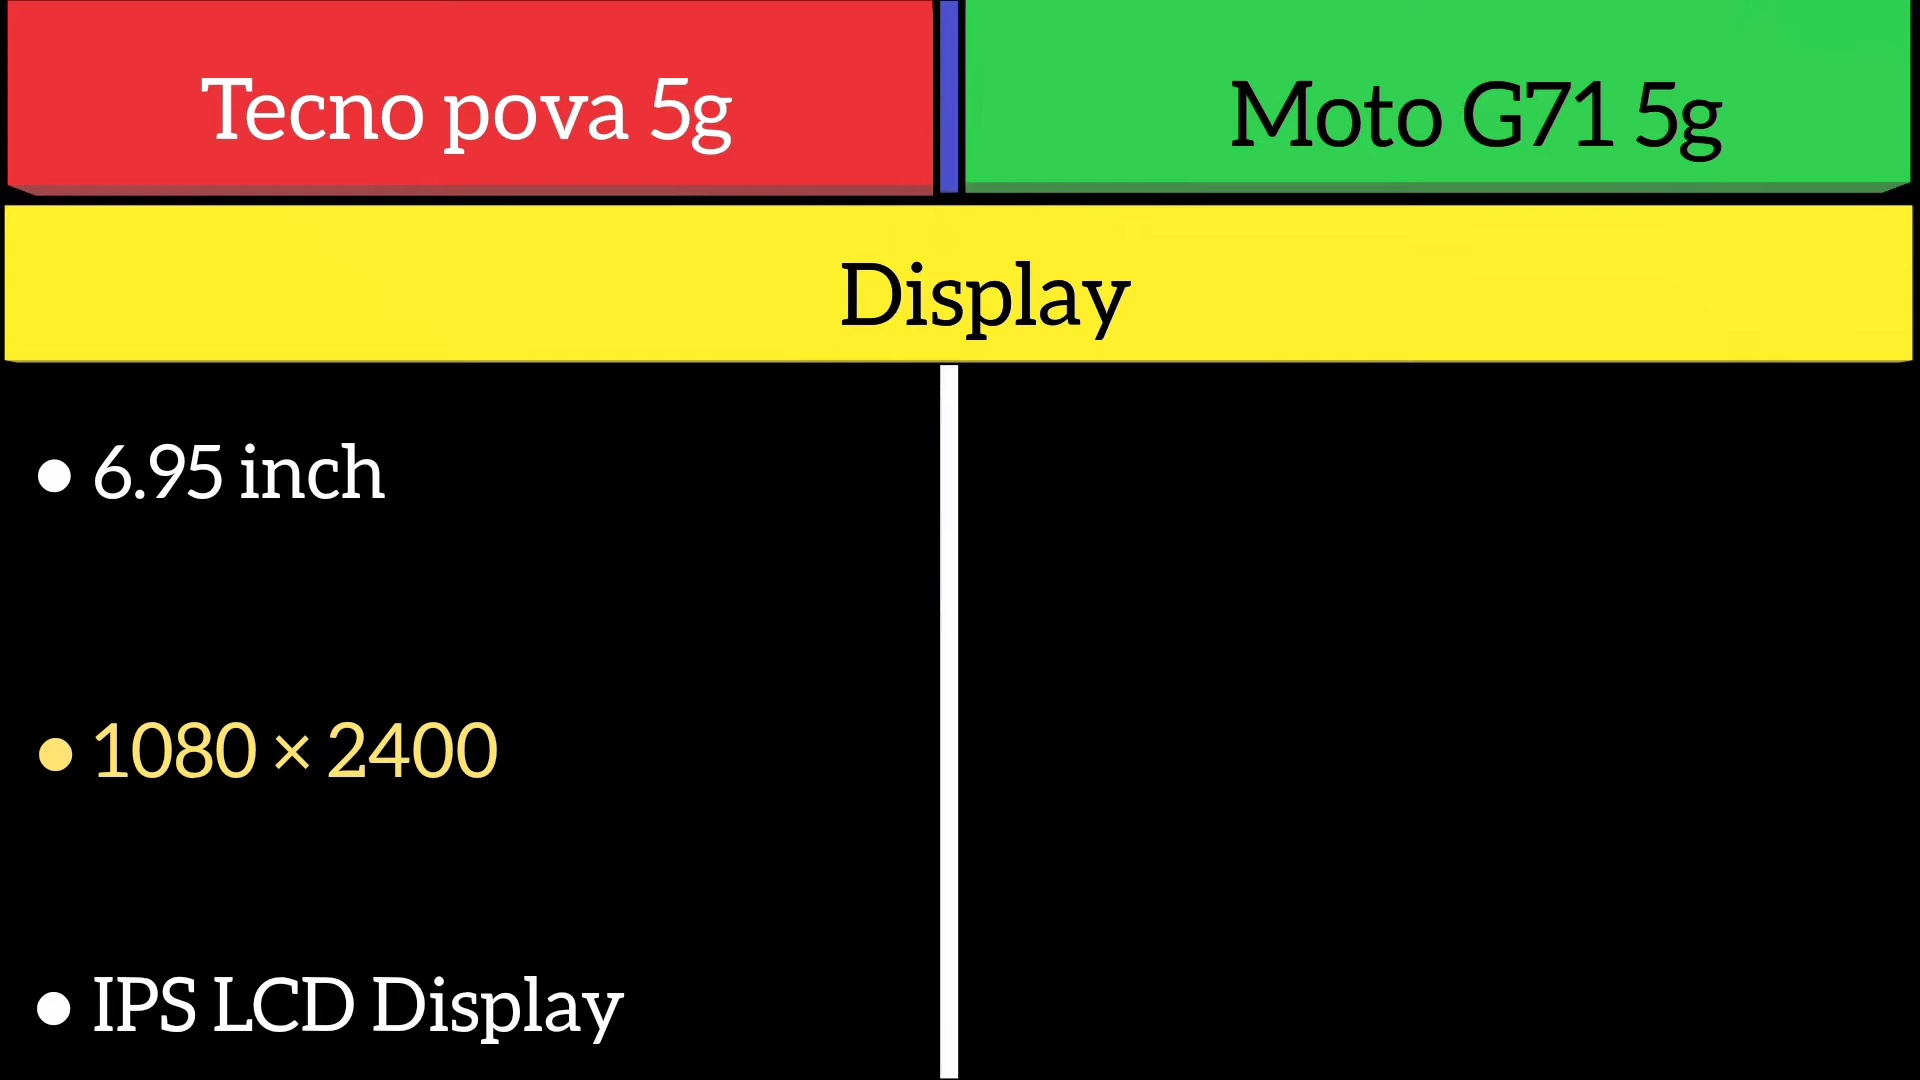 Tecno pova 5g
Moto G71 5g
Display
● 6.95 inch
● 1080 × 2400
● IPS LCD Display